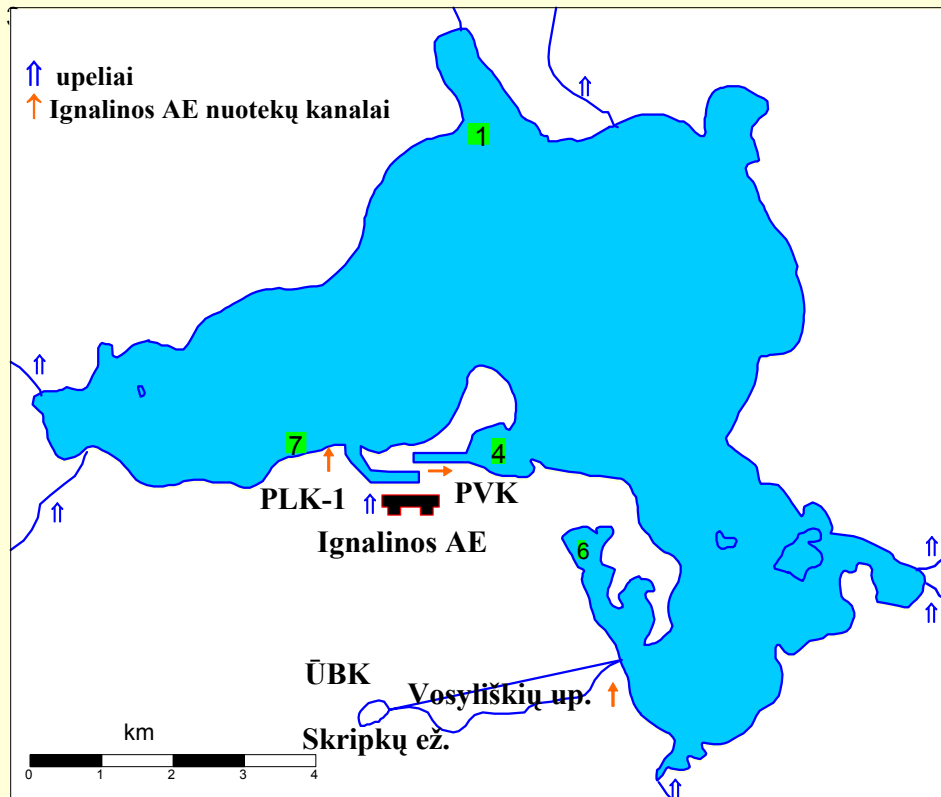 ⇑ upeliai
↑ Ignalinos AE nuotekų kanalai
1
7
4
PLK-1
PVK
Ignalinos AE
6
ŪBK
Vosyliškių up.
Skripkų ež.
km
0 1 2 3 4